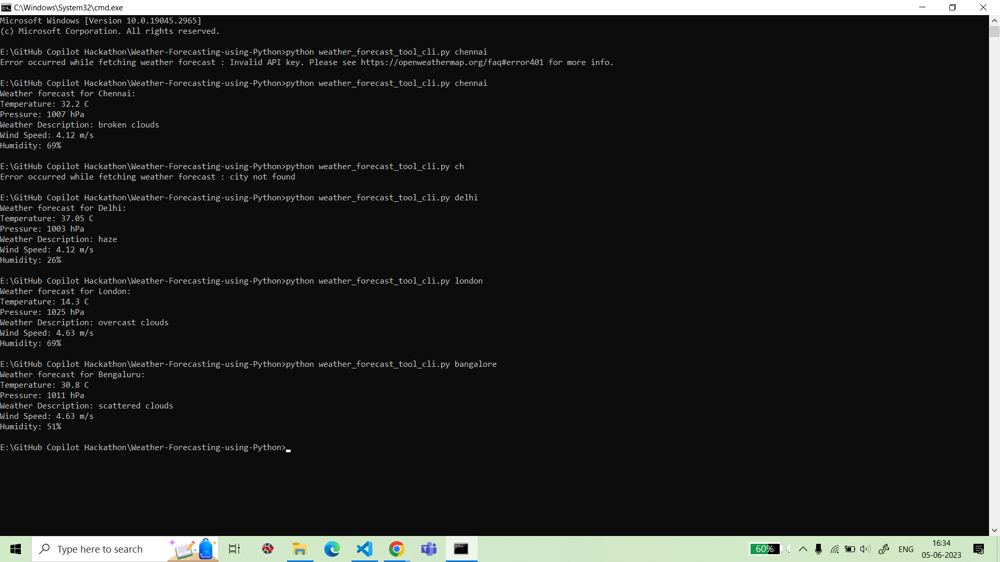 C:\Windows\System32\cmd.exe
Microsoft Windows [Version 10.0.19045.2965]
(c) Microsoft Corporation. All rights reserved.
E:\GitHub Copilot Hackathon\Weather-Forecasting-using-Python>python weather_forecast_tool_cli.py chennai
Error occurred while fetching weather forecast : Invalid API key. Please see https://openweathermap.org/faq#error401 for more info.
E:\GitHub Copilot Hackathon\Weather-Forecasting-using-Python>python weather_forecast_tool_cli.py chennai
Weather forecast for Chennai:
Temperature: 32.2 C
Pressure: 1007 hPa
Weather Description: broken clouds
Wind Speed: 4.12 m/s
Humidity: 69%
E:\GitHub Copilot Hackathon\Weather-Forecasting-using-Python>python weather_forecast_tool_cli.py ch
Error occurred while fetching weather forecast : city not found
E:\GitHub Copilot Hackathon\Weather-Forecasting-using-Python>python weather_forecast_tool_cli.py delhi
Weather forecast for Delhi:
Temperature: 37.05 C
Pressure: 1003 hPa
Weather Description: haze
Wind Speed: 4.12 m/s
Humidity: 26%
E:\GitHub Copilot Hackathon\Weather-Forecasting-using-Python>python weather_forecast_tool_cli.py london
Weather forecast for London:
Temperature: 14.3 C
Pressure: 1025 hPa
Weather Description: overcast clouds
Wind Speed: 4.63 m/s
Humidity: 69%
E:\GitHub Copilot Hackathon\Weather-Forecasting-using-Python>python weather_forecast_tool_cli.py bangalore
Weather forecast for Bengaluru:
Temperature: 30.8 C
Pressure: 1011 hPa
Weather Description: scattered clouds
Wind Speed: 4.63 m/s
Humidity: 51%
E:\GitHub Copilot Hackathon\Weather-Forecasting-using-Python>
Type here to search
60%
ENG
16:34
05-06-2023